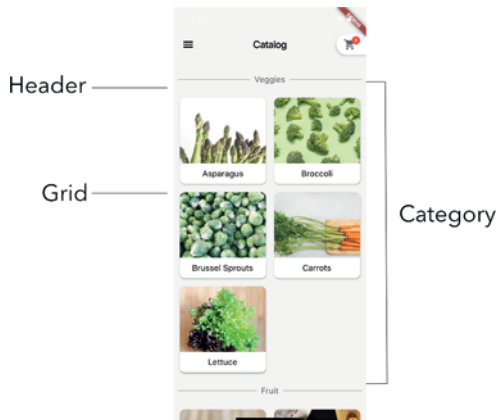 Catalog
Veggies
Header
Asparagus
Broccoli
Grid
Category
Brussel Sprouts
Carrots
Lettuce
Fruit